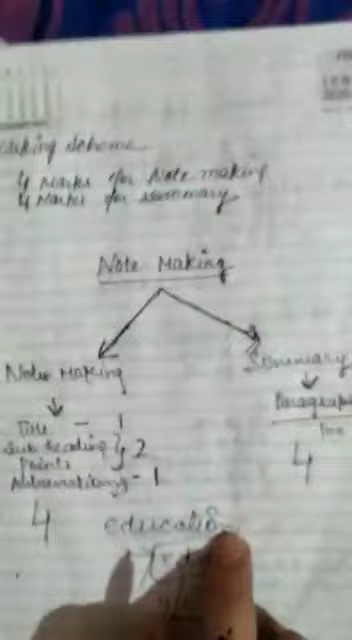 Marking scheme
4 Marks for Note making
4 Marks for summary
Note Making
Note Making
Summary
Title - 1
Sub heading
points } 2
Abbreviations - 1
4
Paragraph
4
education